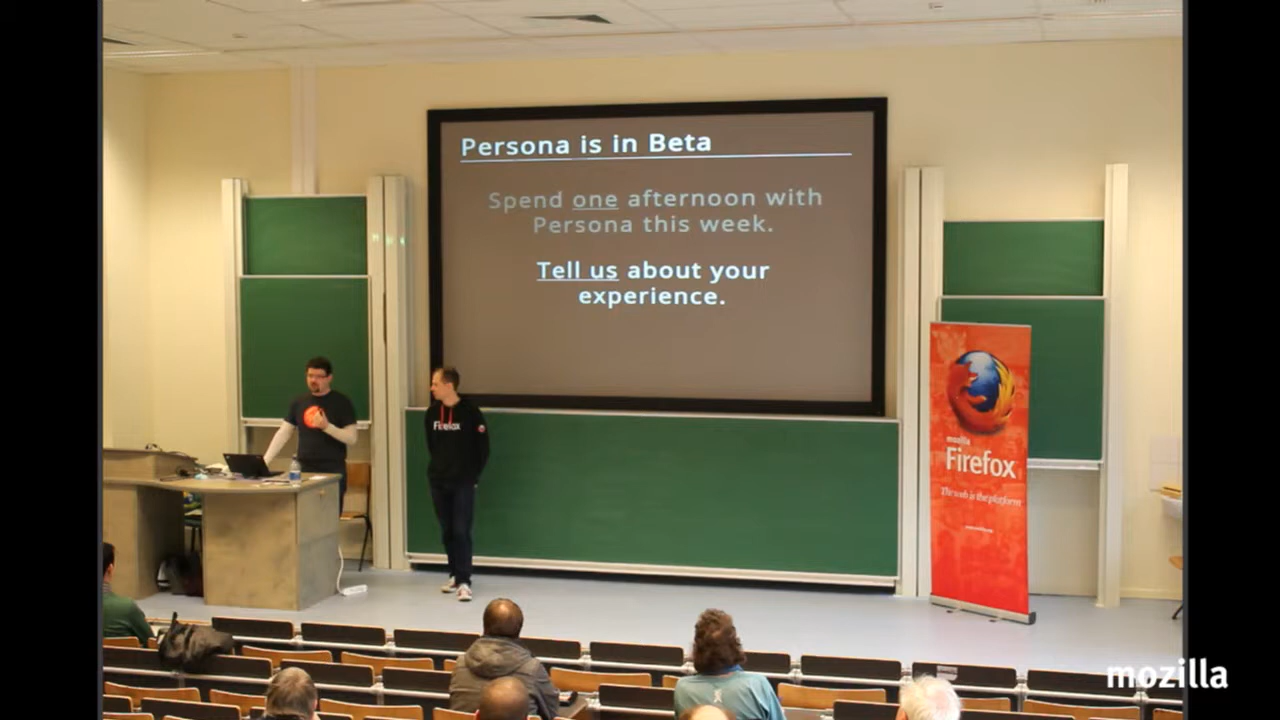 Persona is in Beta
Spend one afternoon with
Persona this week.
Tell us about your
experience.
Firefox
mozilla
Firefox
The web is the platform
mozilla